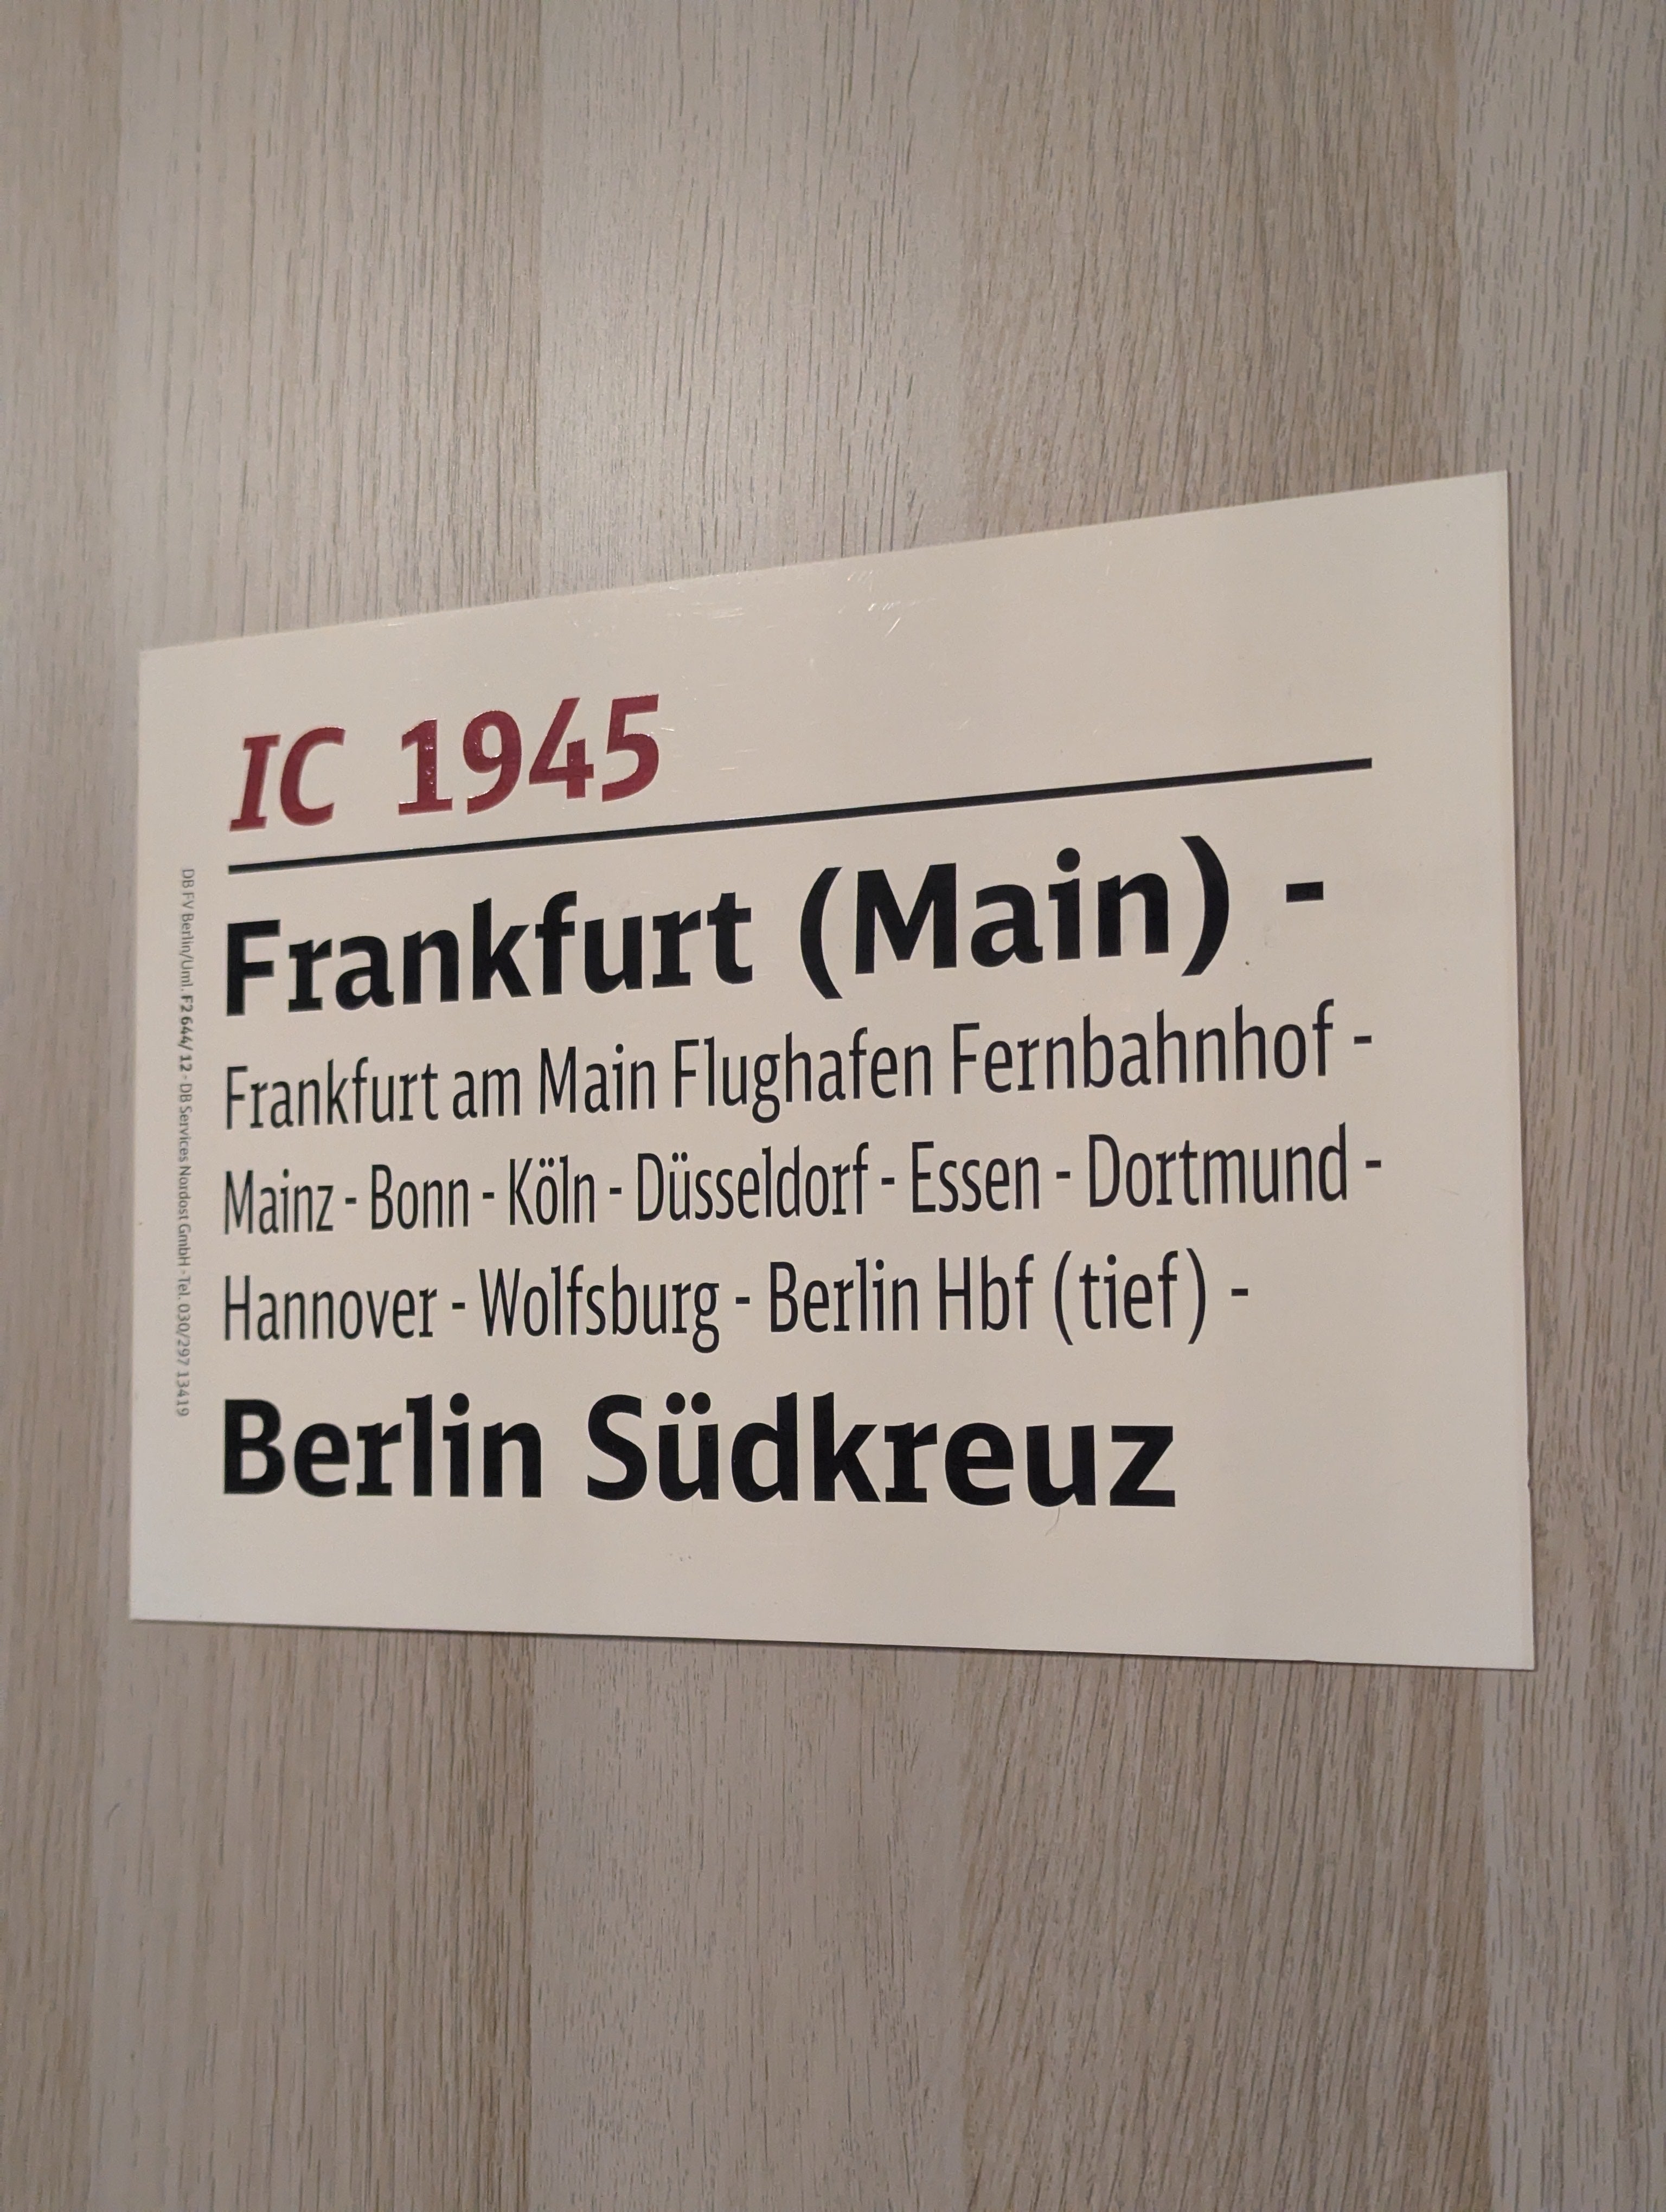 IC 1945
Frankfurt (Main) -
Frankfurt am Main Flughafen Fernbahnhof -
Mainz - Bonn - Köln - Düsseldorf - Essen - Dortmund -
Hannover - Wolfsburg - Berlin Hbf (tief) -
Berlin Südkreuz
DB FV Berlin/Uml. F2 644/ 12 - DB Services Nordost GmbH - Tel. 030/297 13419